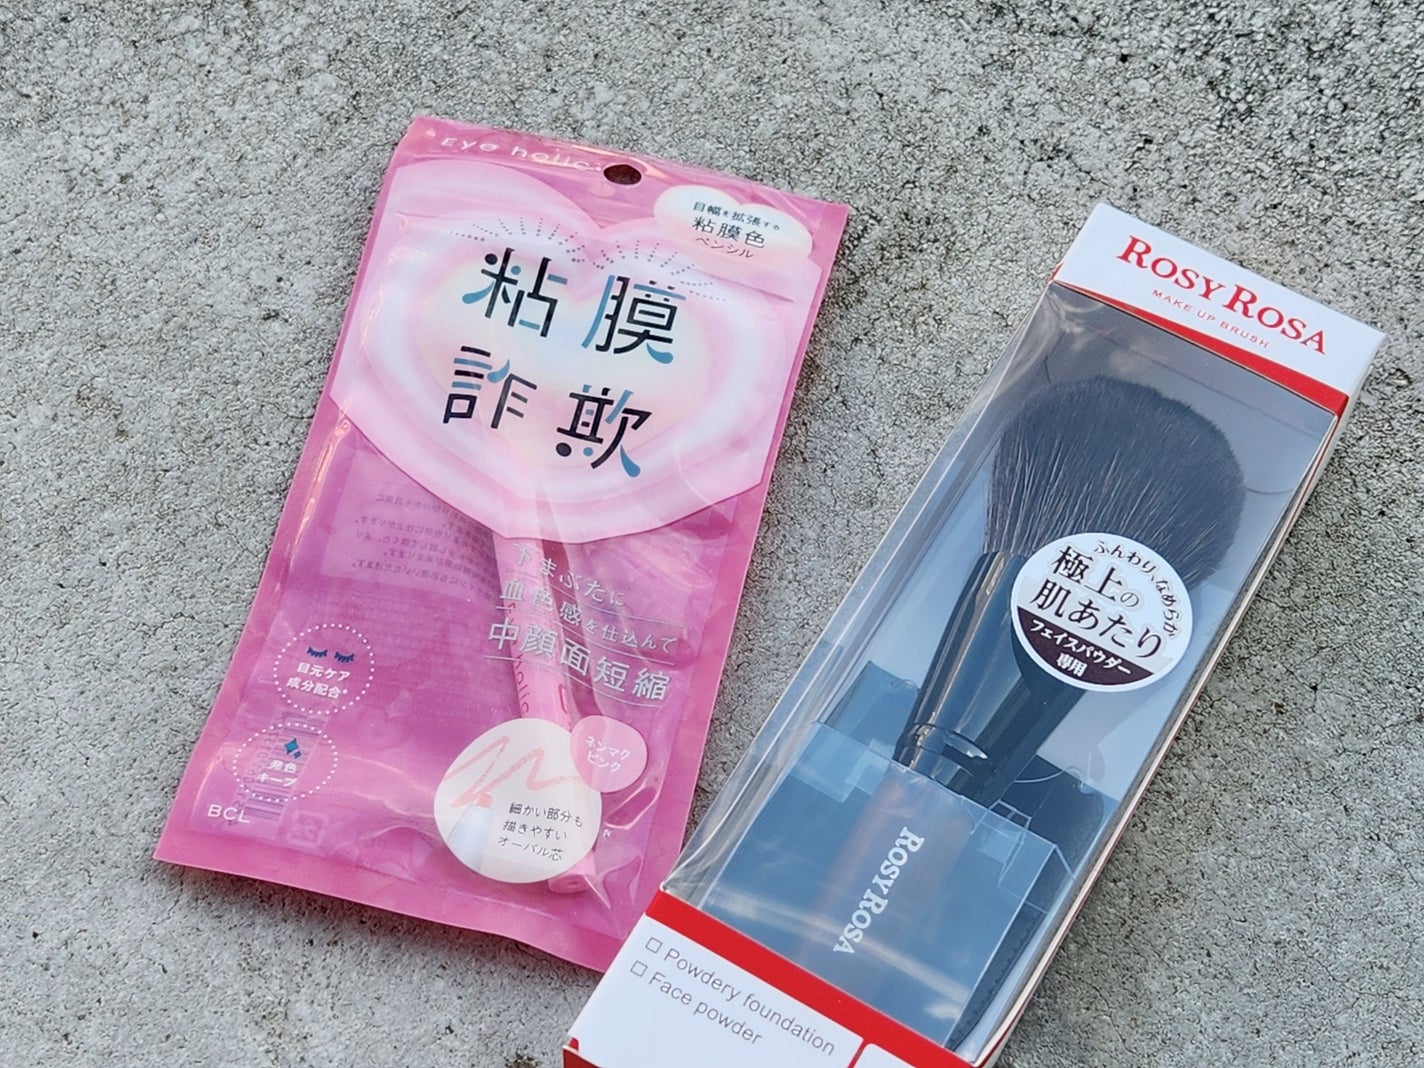 Eye holic
目幅を拡張する
粘膜色
ペンシル
粘膜
詐欺
下まぶたに
血色感を仕込んで
中顔面短縮
目元ケア
成分配合
発色
キープ
BCL
ネンマク
ピンク
細かい部分も
描きやすい
オーバル芯
ROSY ROSA
MAKE UP BRUSH
ふんわり、なめらか
極上の
肌あたり
フェイスパウダー
専用
ROSY ROSA
□ Powdery foundation
□ Face powder